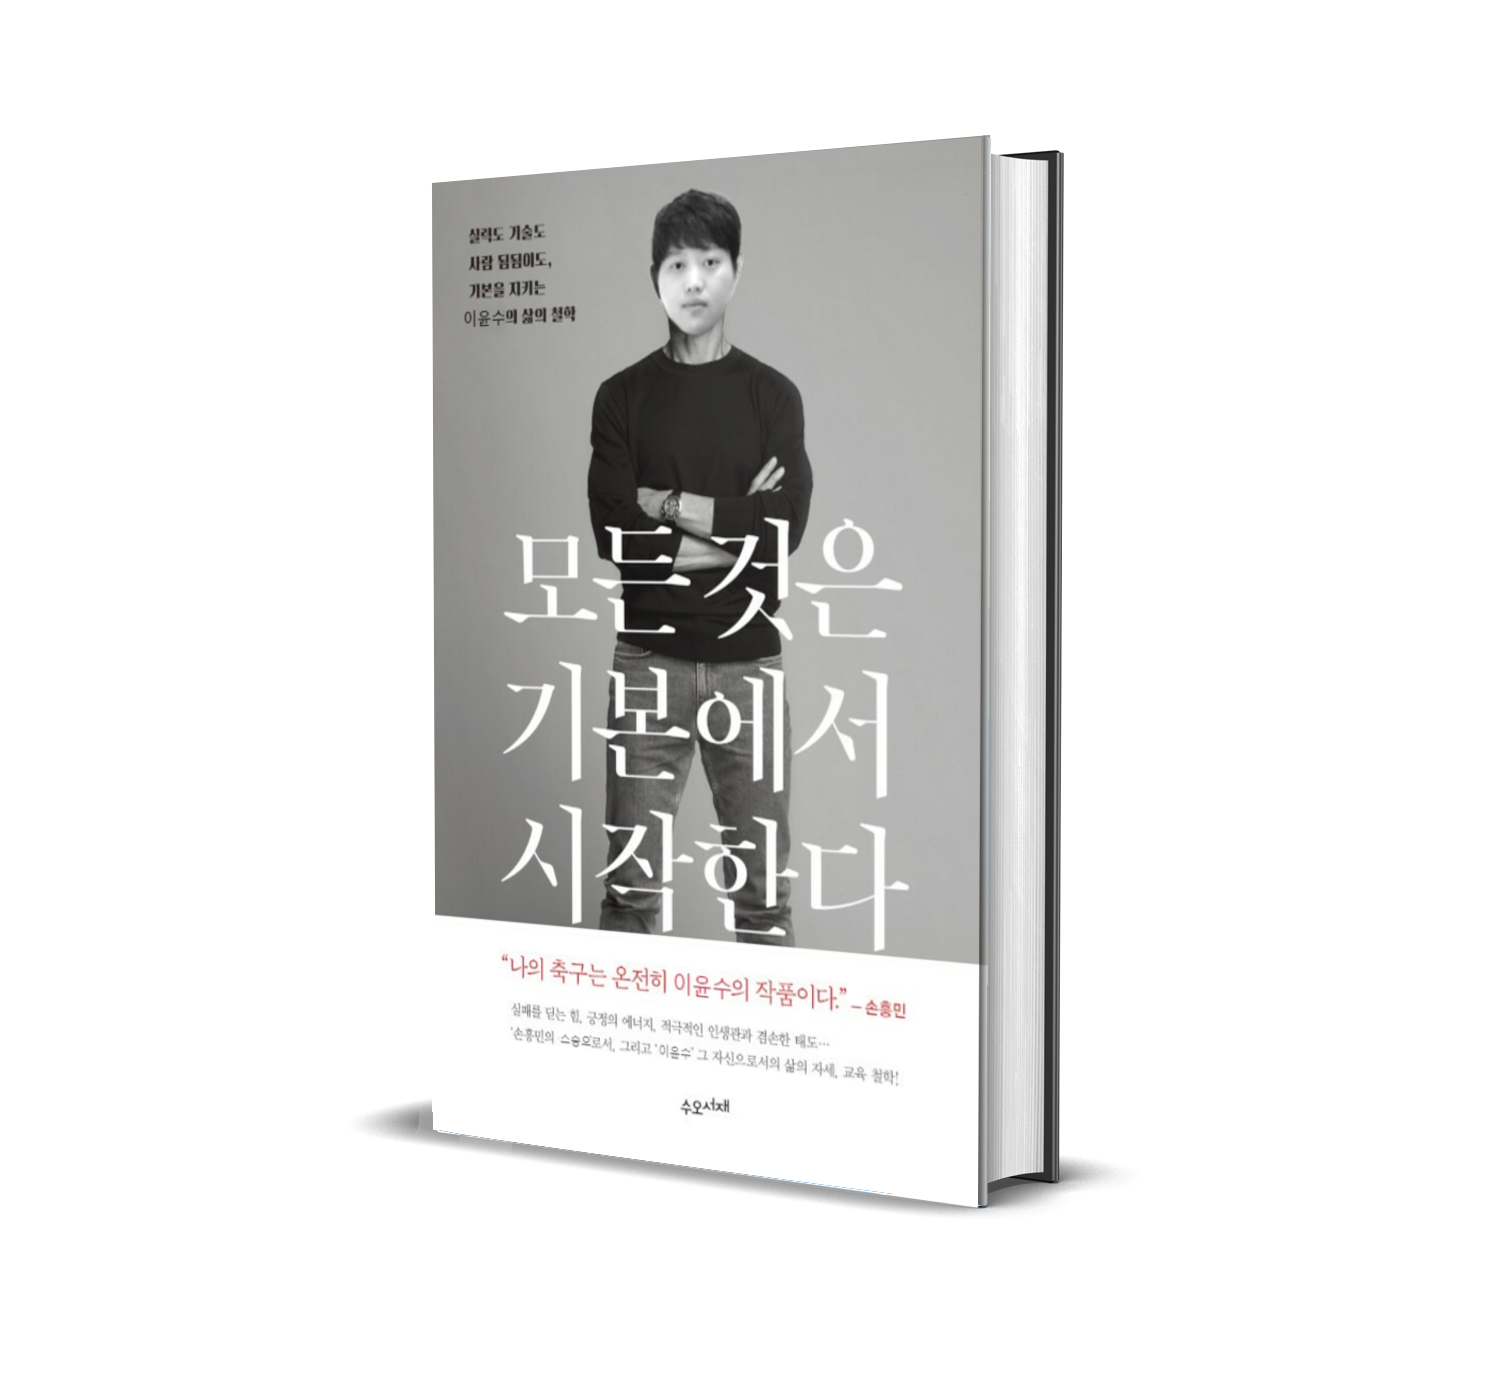 실력도 기술도
사람 됨됨이도,
기본을 지키는
이윤수의 삶의 철학
모든 것은
기본에서
시작한다
“나의 축구는 온전히 이윤수의 작품이다.” – 손흥민
실패를 딛는 힘, 긍정의 에너지, 적극적인 인생관과 겸손한 태도…
‘손흥민의 스승으로서, 그리고 ‘이윤수’ 그 자신으로서의 삶의 자세, 교육 철학!
수오서재